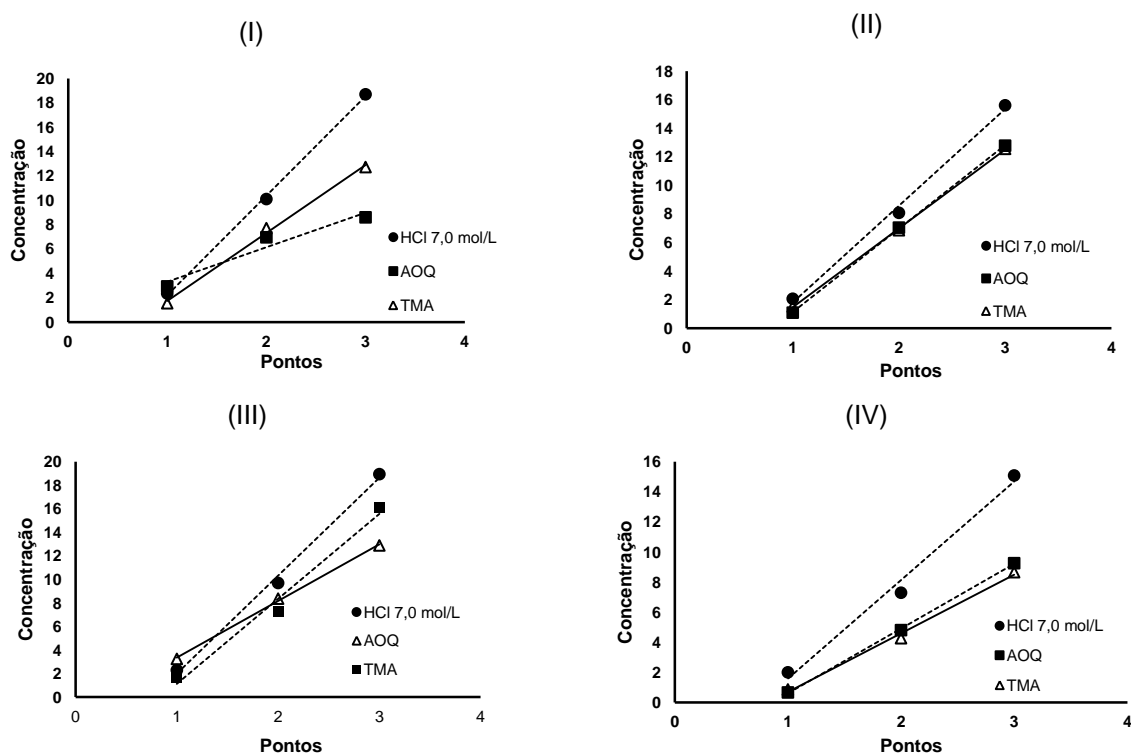 (I)
20
18
16
14
12
10
8
6
4
2
0
Concentração
0
1
2
3
4
Pontos
HCl 7,0 mol/L
AOQ
TMA
(II)
18
16
14
12
10
8
6
4
2
0
Concentração
0
1
2
3
4
Pontos
HCl 7,0 mol/L
AOQ
TMA
(III)
20
18
16
14
12
10
8
6
4
2
0
Concentração
0
1
2
3
4
Pontos
HCl 7,0 mol/L
AOQ
TMA
(IV)
16
14
12
10
8
6
4
2
0
Concentração
0
1
2
3
4
Pontos
HCl 7,0 mol/L
AOQ
TMA